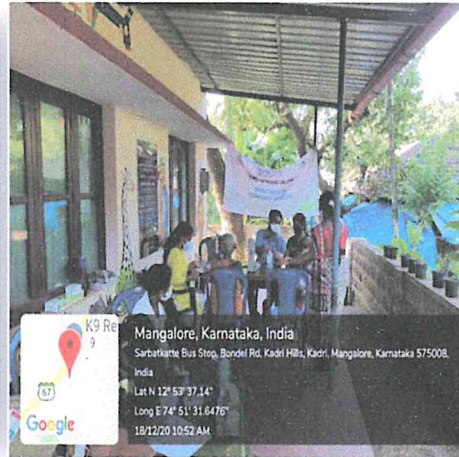 K9 Re
9
67
Google
Mangalore, Karnataka, India
Sarbatkatte Bus Stop, Bondel Rd, Kadri Hills, Kadri, Mangalore, Karnataka 575008,
India
Lat N 12° 53' 37.14"
Long E 74° 51' 31.6476"
18/12/20 10:52 AM